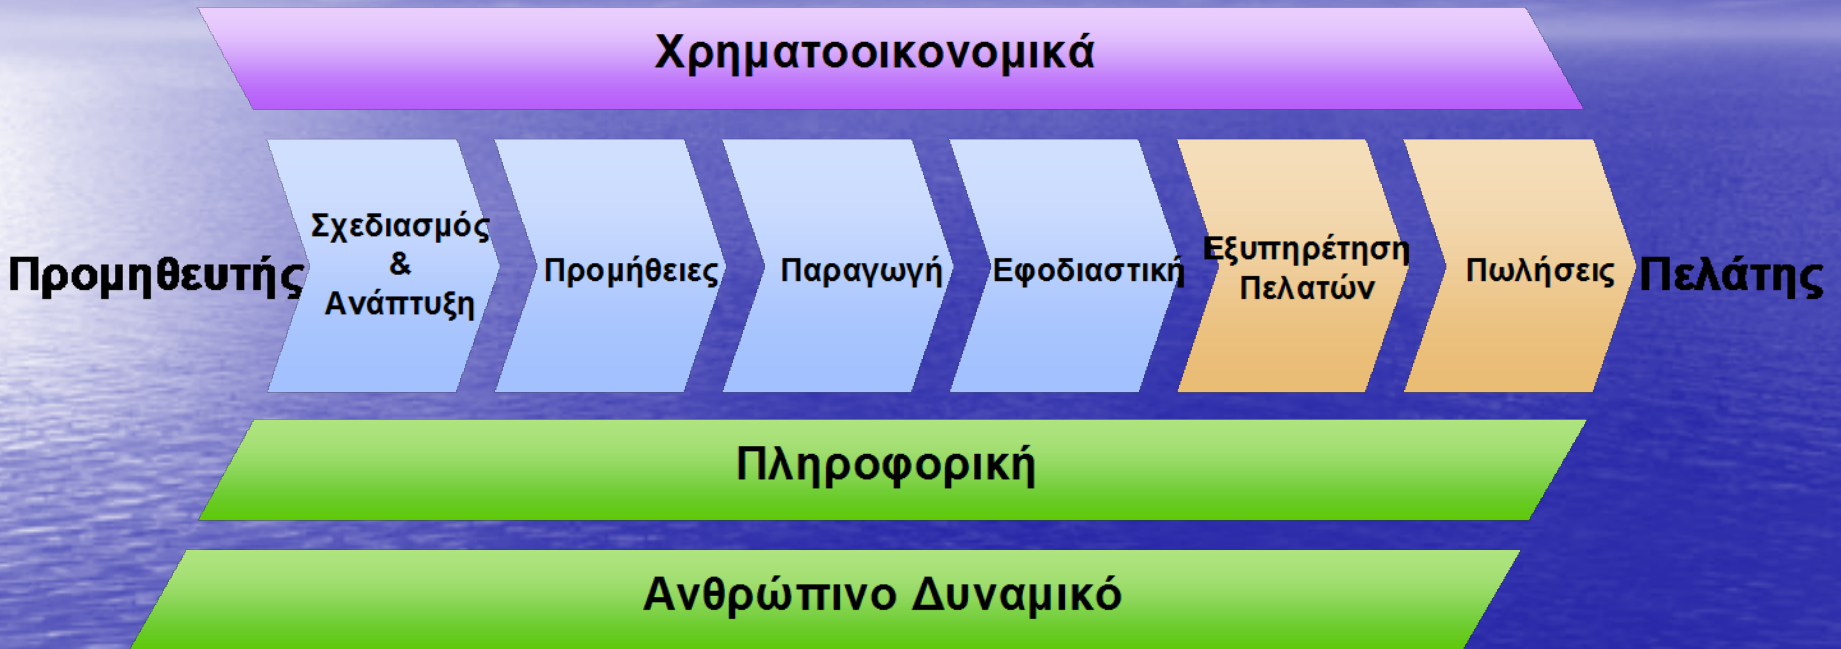 Χρηματοοικονομικά
Προμηθευτής
Σχεδιασμός
&
Ανάπτυξη
Προμήθειες
Παραγωγή
Εφοδιαστική
Εξυπηρέτηση
Πελατών
Πωλήσεις
Πελάτης
Πληροφορική
Ανθρώπινο Δυναμικό